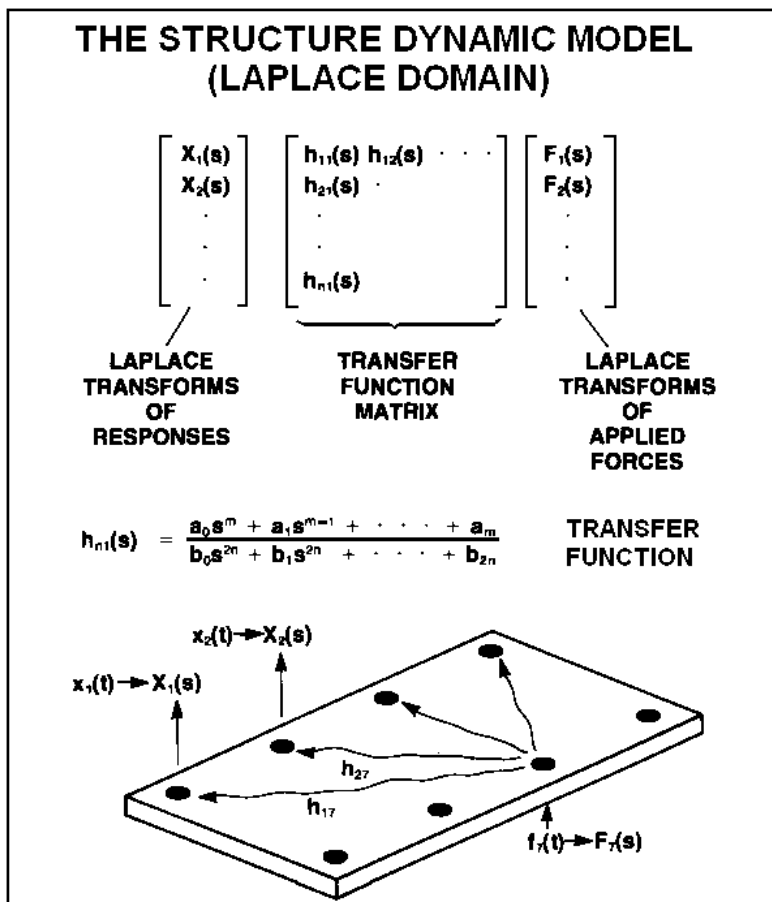 THE STRUCTURE DYNAMIC MODEL
(LAPLACE DOMAIN)
X₁(s) h₁₁(s) h₁₂(s) · · · F₁(s)
X₂(s) h₂₁(s) · F₂(s)
· · ·
· · ·
· hₙ₁(s) ·
LAPLACE TRANSFORMS OF RESPONSES
TRANSFER FUNCTION MATRIX
LAPLACE TRANSFORMS OF APPLIED FORCES
hₙ₁(s) = (a₀sᵐ + a₁sᵐ⁻¹ + · · · + aₘ) / (b₀s²ⁿ + b₁s²ⁿ + · · · + b₂ₙ)
TRANSFER
FUNCTION
x₂(t)→X₂(s)
x₁(t)→X₁(s)
h₂₇
h₁₇
f₇(t)→F₇(s)